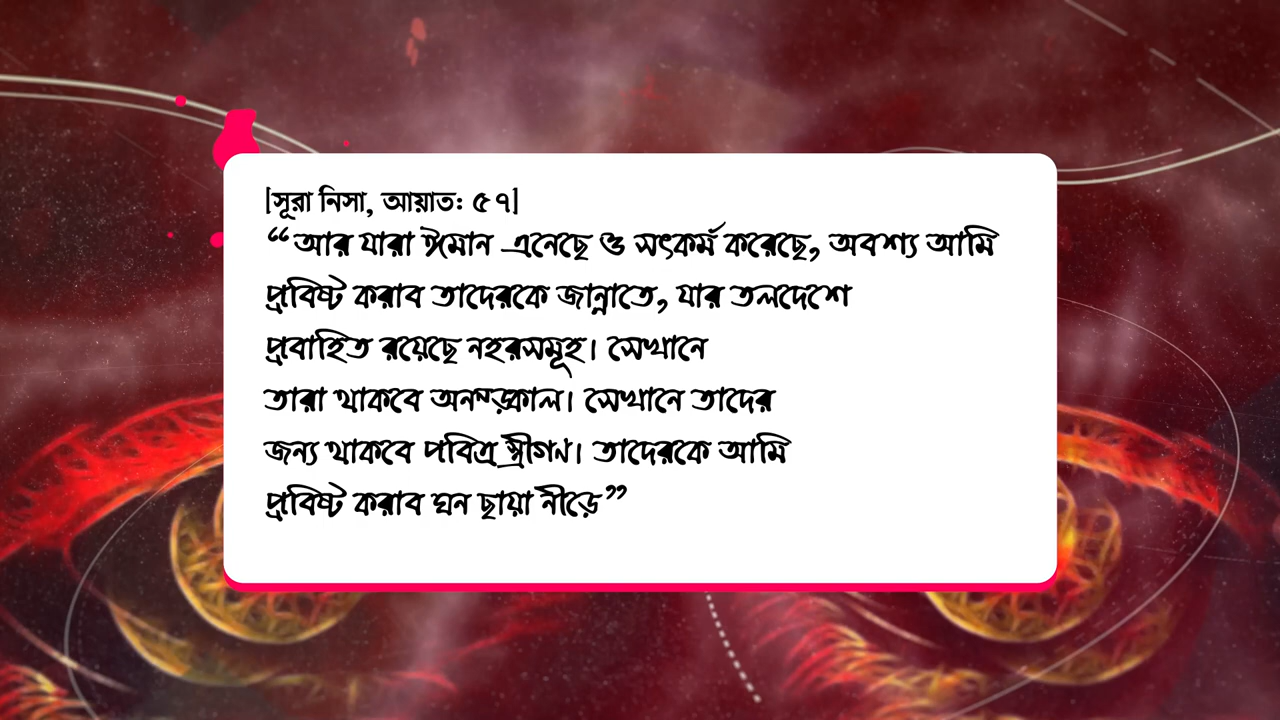 [সূরা নিসা, আয়াত: ৫৭]
“আর যারা ঈমান এনেছে ও সৎকর্ম করেছে, অবশ্য আমি
প্রবিষ্ট করাব তাদেরকে জান্নাতে, যার তলদেশে
প্রবাহিত রয়েছে নহরসমূহ। সেখানে
তারা থাকবে অনন্তকাল। সেখানে তাদের
জন্য থাকবে পবিত্র স্ত্রীগণ। তাদেরকে আমি
প্রবিষ্ট করাব ঘন ছায়া নীড়ে”